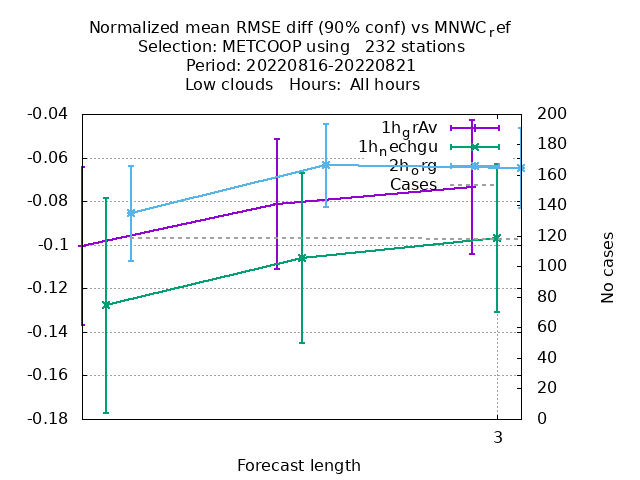 Normalized mean RMSE diff (90% conf) vs MNWC_ref
Selection: METCOOP using   232 stations
Period: 20220816-20220821
Low clouds   Hours:  All hours
-0.04
-0.06
-0.08
-0.1
-0.12
-0.14
-0.16
-0.18
1h_grAv
1h_nechgu
2h_org
Cases
200
180
160
140
120
100
80
60
40
20
0
No cases
3
Forecast length